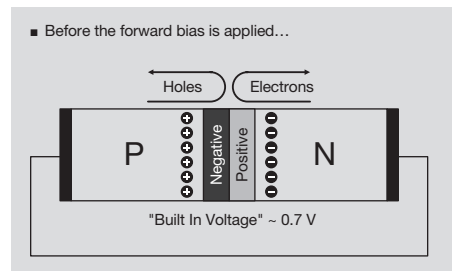 ■ Before the forward bias is applied…
Holes Electrons
P Negative Positive N
"Built In Voltage" ~ 0.7 V